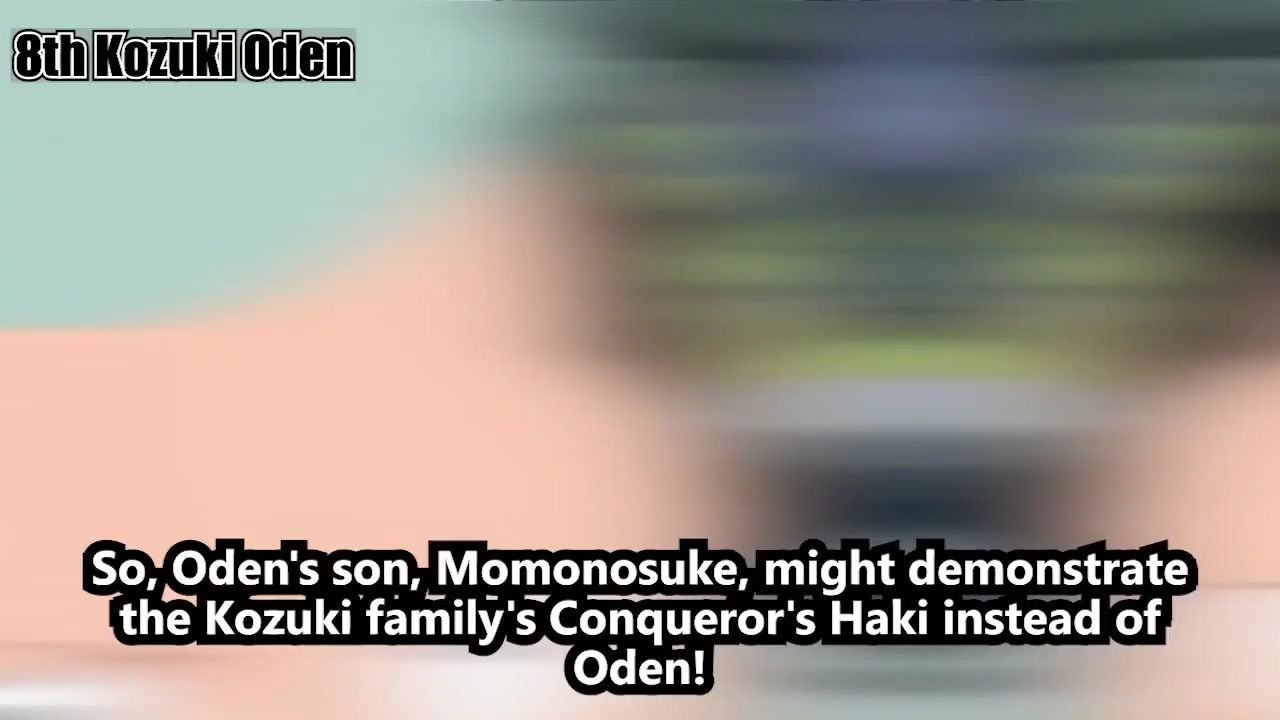 8th Kozuki Oden
So, Oden's son, Momonosuke, might demonstrate
the Kozuki family's Conqueror's Haki instead of
Oden!